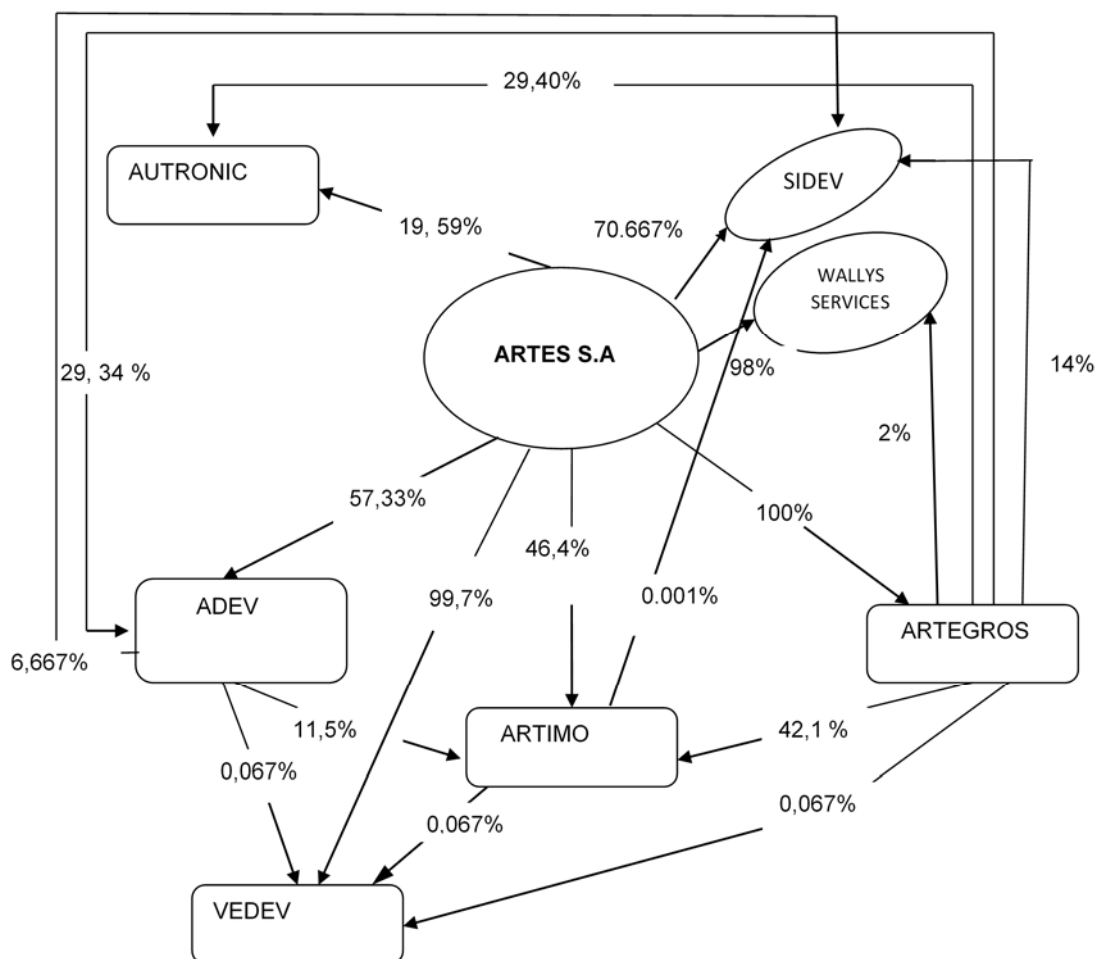 29,40%
AUTRONIC
SIDEV
19, 59%
70.667%
WALLYS
SERVICES
ARTES S.A
29, 34 %
98%
14%
2%
57,33%
100%
46,4%
ADEV
99,7%
0.001%
ARTEGROS
6,667%
11,5%
ARTIMO
42,1 %
0,067%
0,067%
0,067%
VEDEV